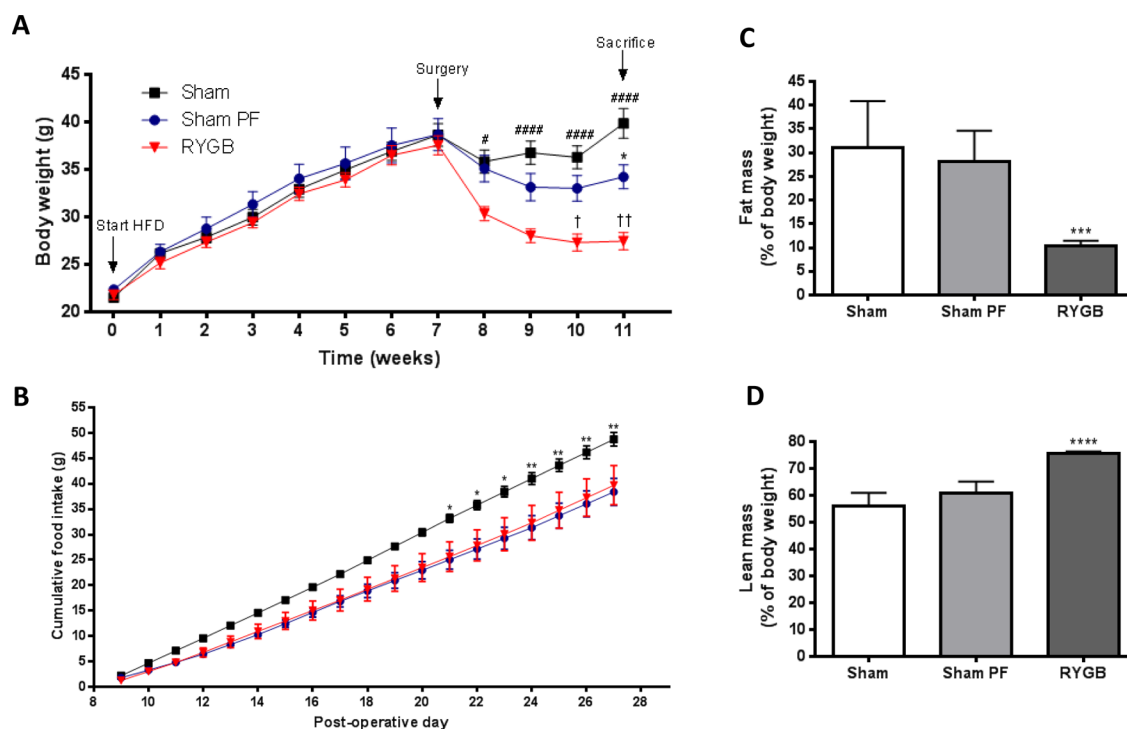 A
Start HFD
Surgery
Sacrifice
Sham
Sham PF
RYGB
#
####
####
####
*
†
††
Body weight (g)
45
40
35
30
25
20
0 1 2 3 4 5 6 7 8 9 10 11
Time (weeks)
B
Cumulative food intake (g)
55
50
45
40
35
30
25
20
15
10
5
0
* * * ** ** ** **
8 10 12 14 16 18 20 22 24 26 28
Post-operative day
C
Fat mass
(% of body weight)
45
40
35
30
25
20
15
10
5
0
***
Sham Sham PF RYGB
D
Lean mass
(% of body weight)
80
70
60
50
40
30
20
10
0
****
Sham Sham PF RYGB